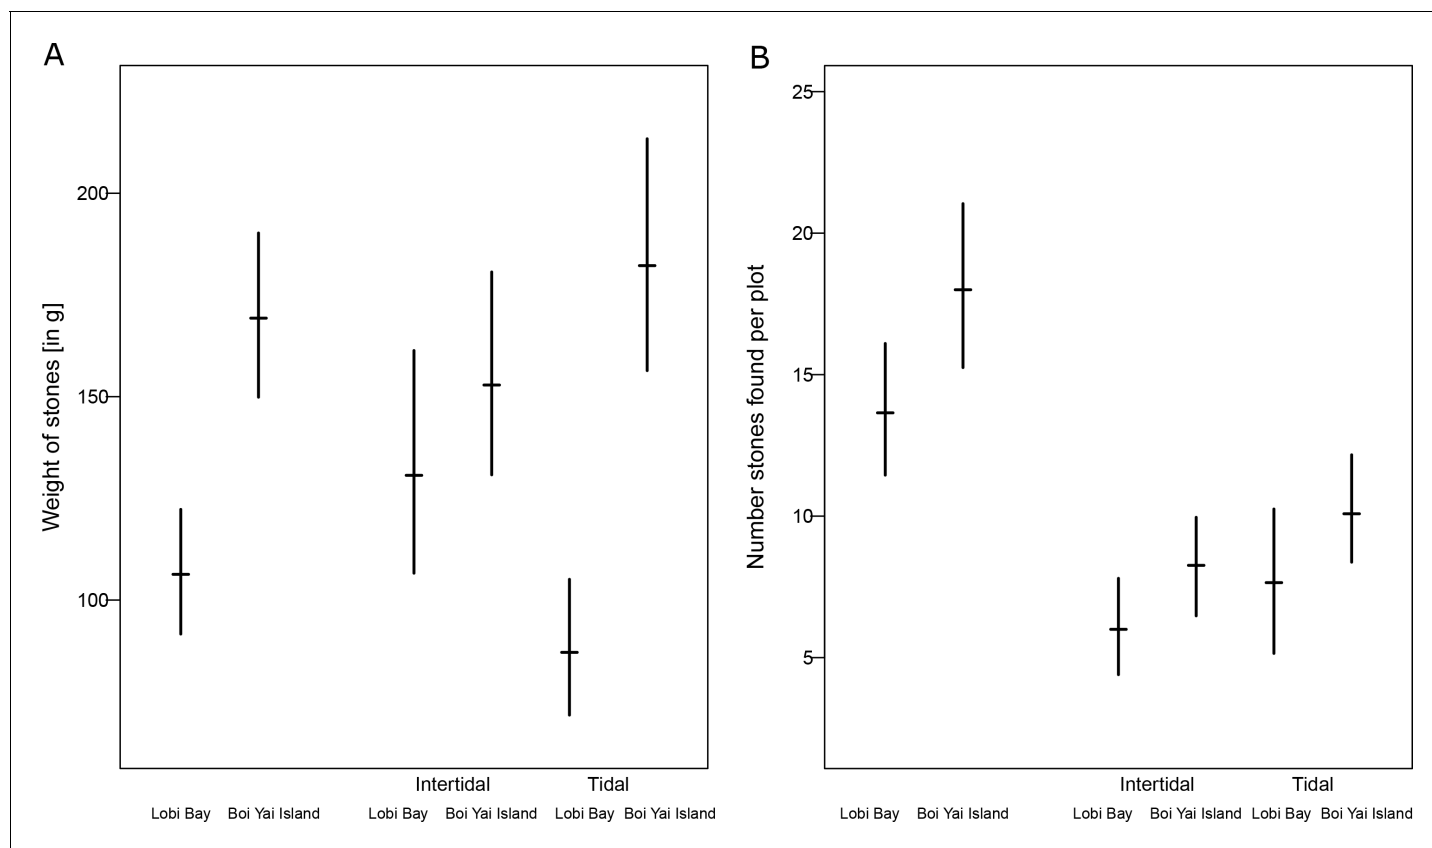 A
Weight of stones [in g]
200
150
100
Intertidal Tidal
Lobi Bay Boi Yai Island Lobi Bay Boi Yai Island Lobi Bay Boi Yai Island
B
Number stones found per plot
25
20
15
10
5
Intertidal Tidal
Lobi Bay Boi Yai Island Lobi Bay Boi Yai Island Lobi Bay Boi Yai Island